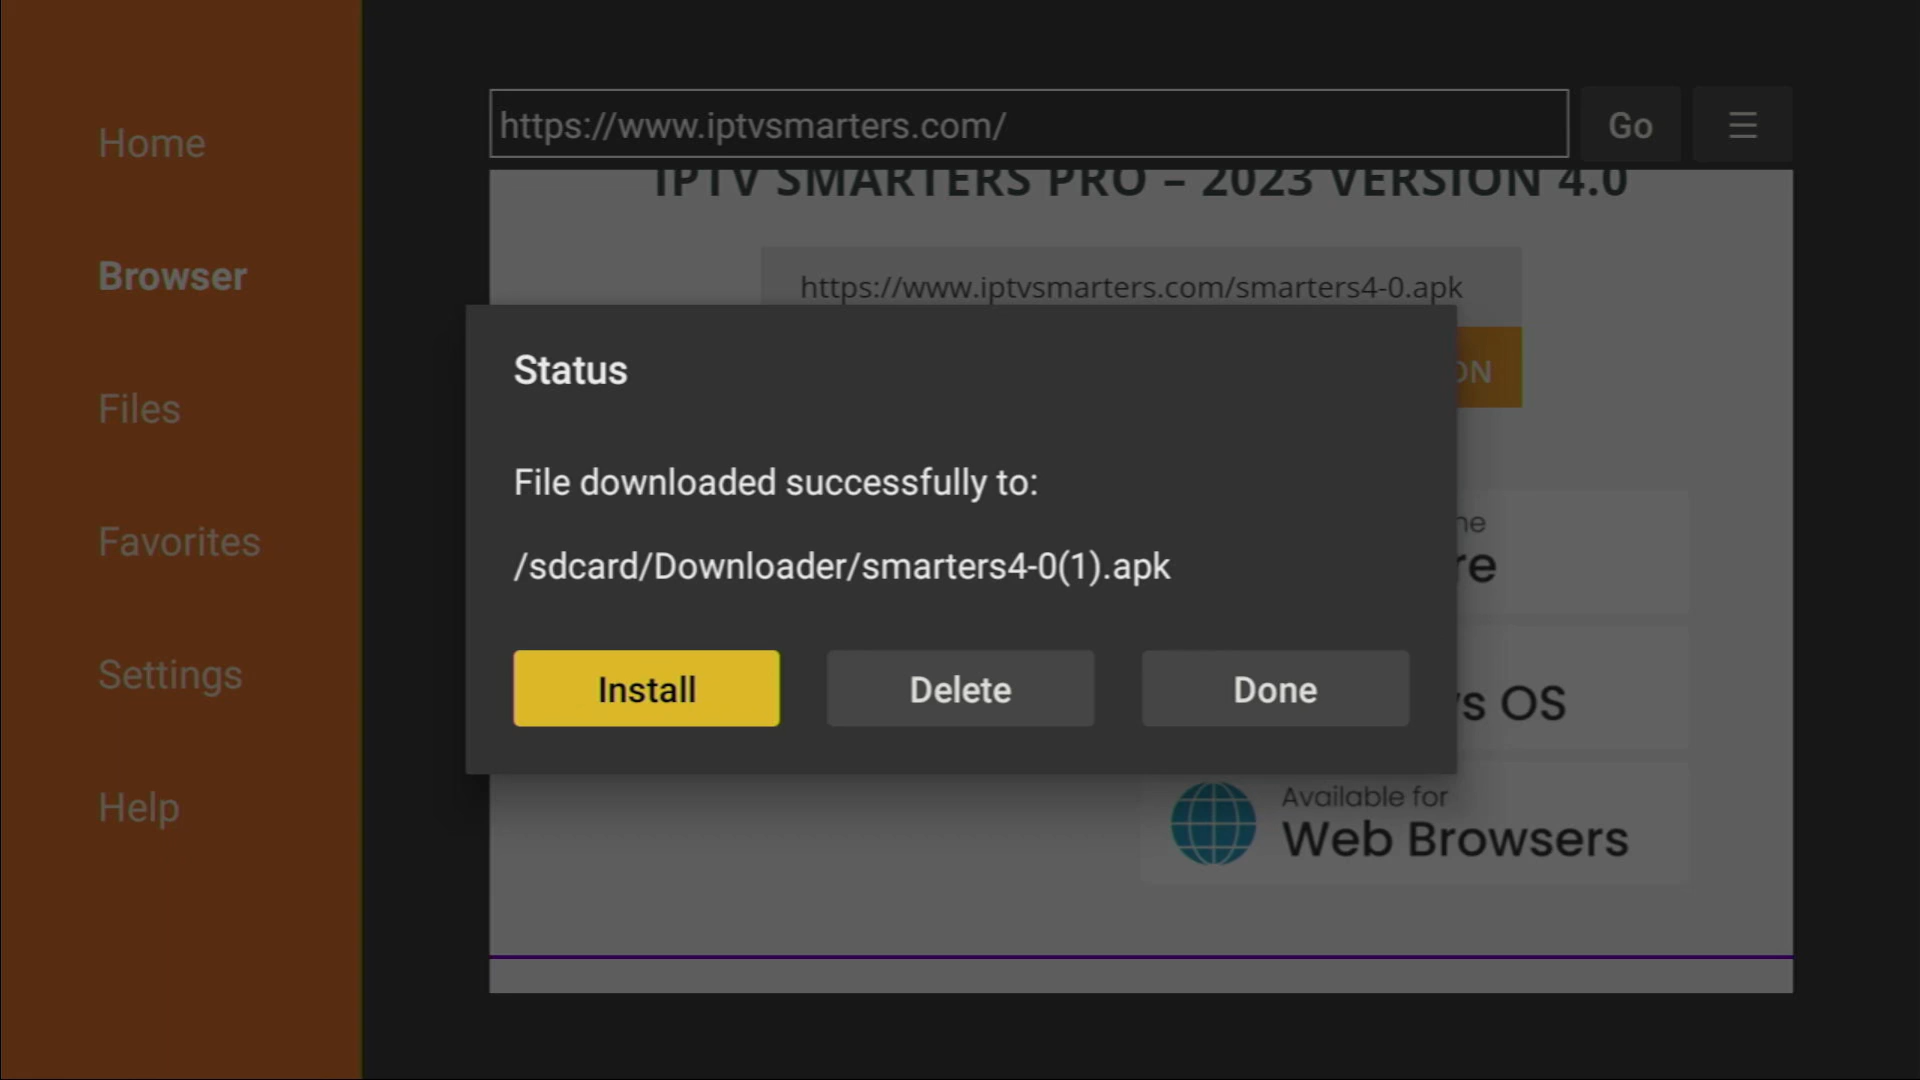 Home
Browser
Files
Favorites
Settings
Help
https://www.iptvsmarters.com/
Go
IPTV SMARTERS PRO – 2023 VERSION 4.0
https://www.iptvsmarters.com/smarters4-0.apk
Status
File downloaded successfully to:
/sdcard/Downloader/smarters4-0(1).apk
Install
Delete
Done
OS
Available for
Web Browsers